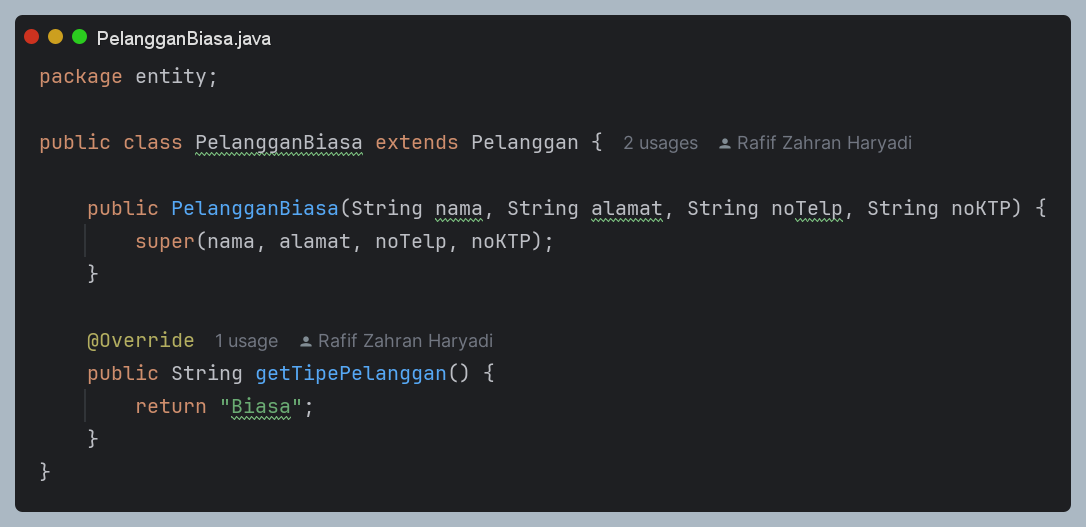 PelangganBiasa.java
package entity;
public class PelangganBiasa extends Pelanggan { 2 usages Rafif Zahran Haryadi
public PelangganBiasa(String nama, String alamat, String noTelp, String noKTP) {
super(nama, alamat, noTelp, noKTP);
}
@Override 1 usage Rafif Zahran Haryadi
public String getTipePelanggan() {
return "Biasa";
}
}